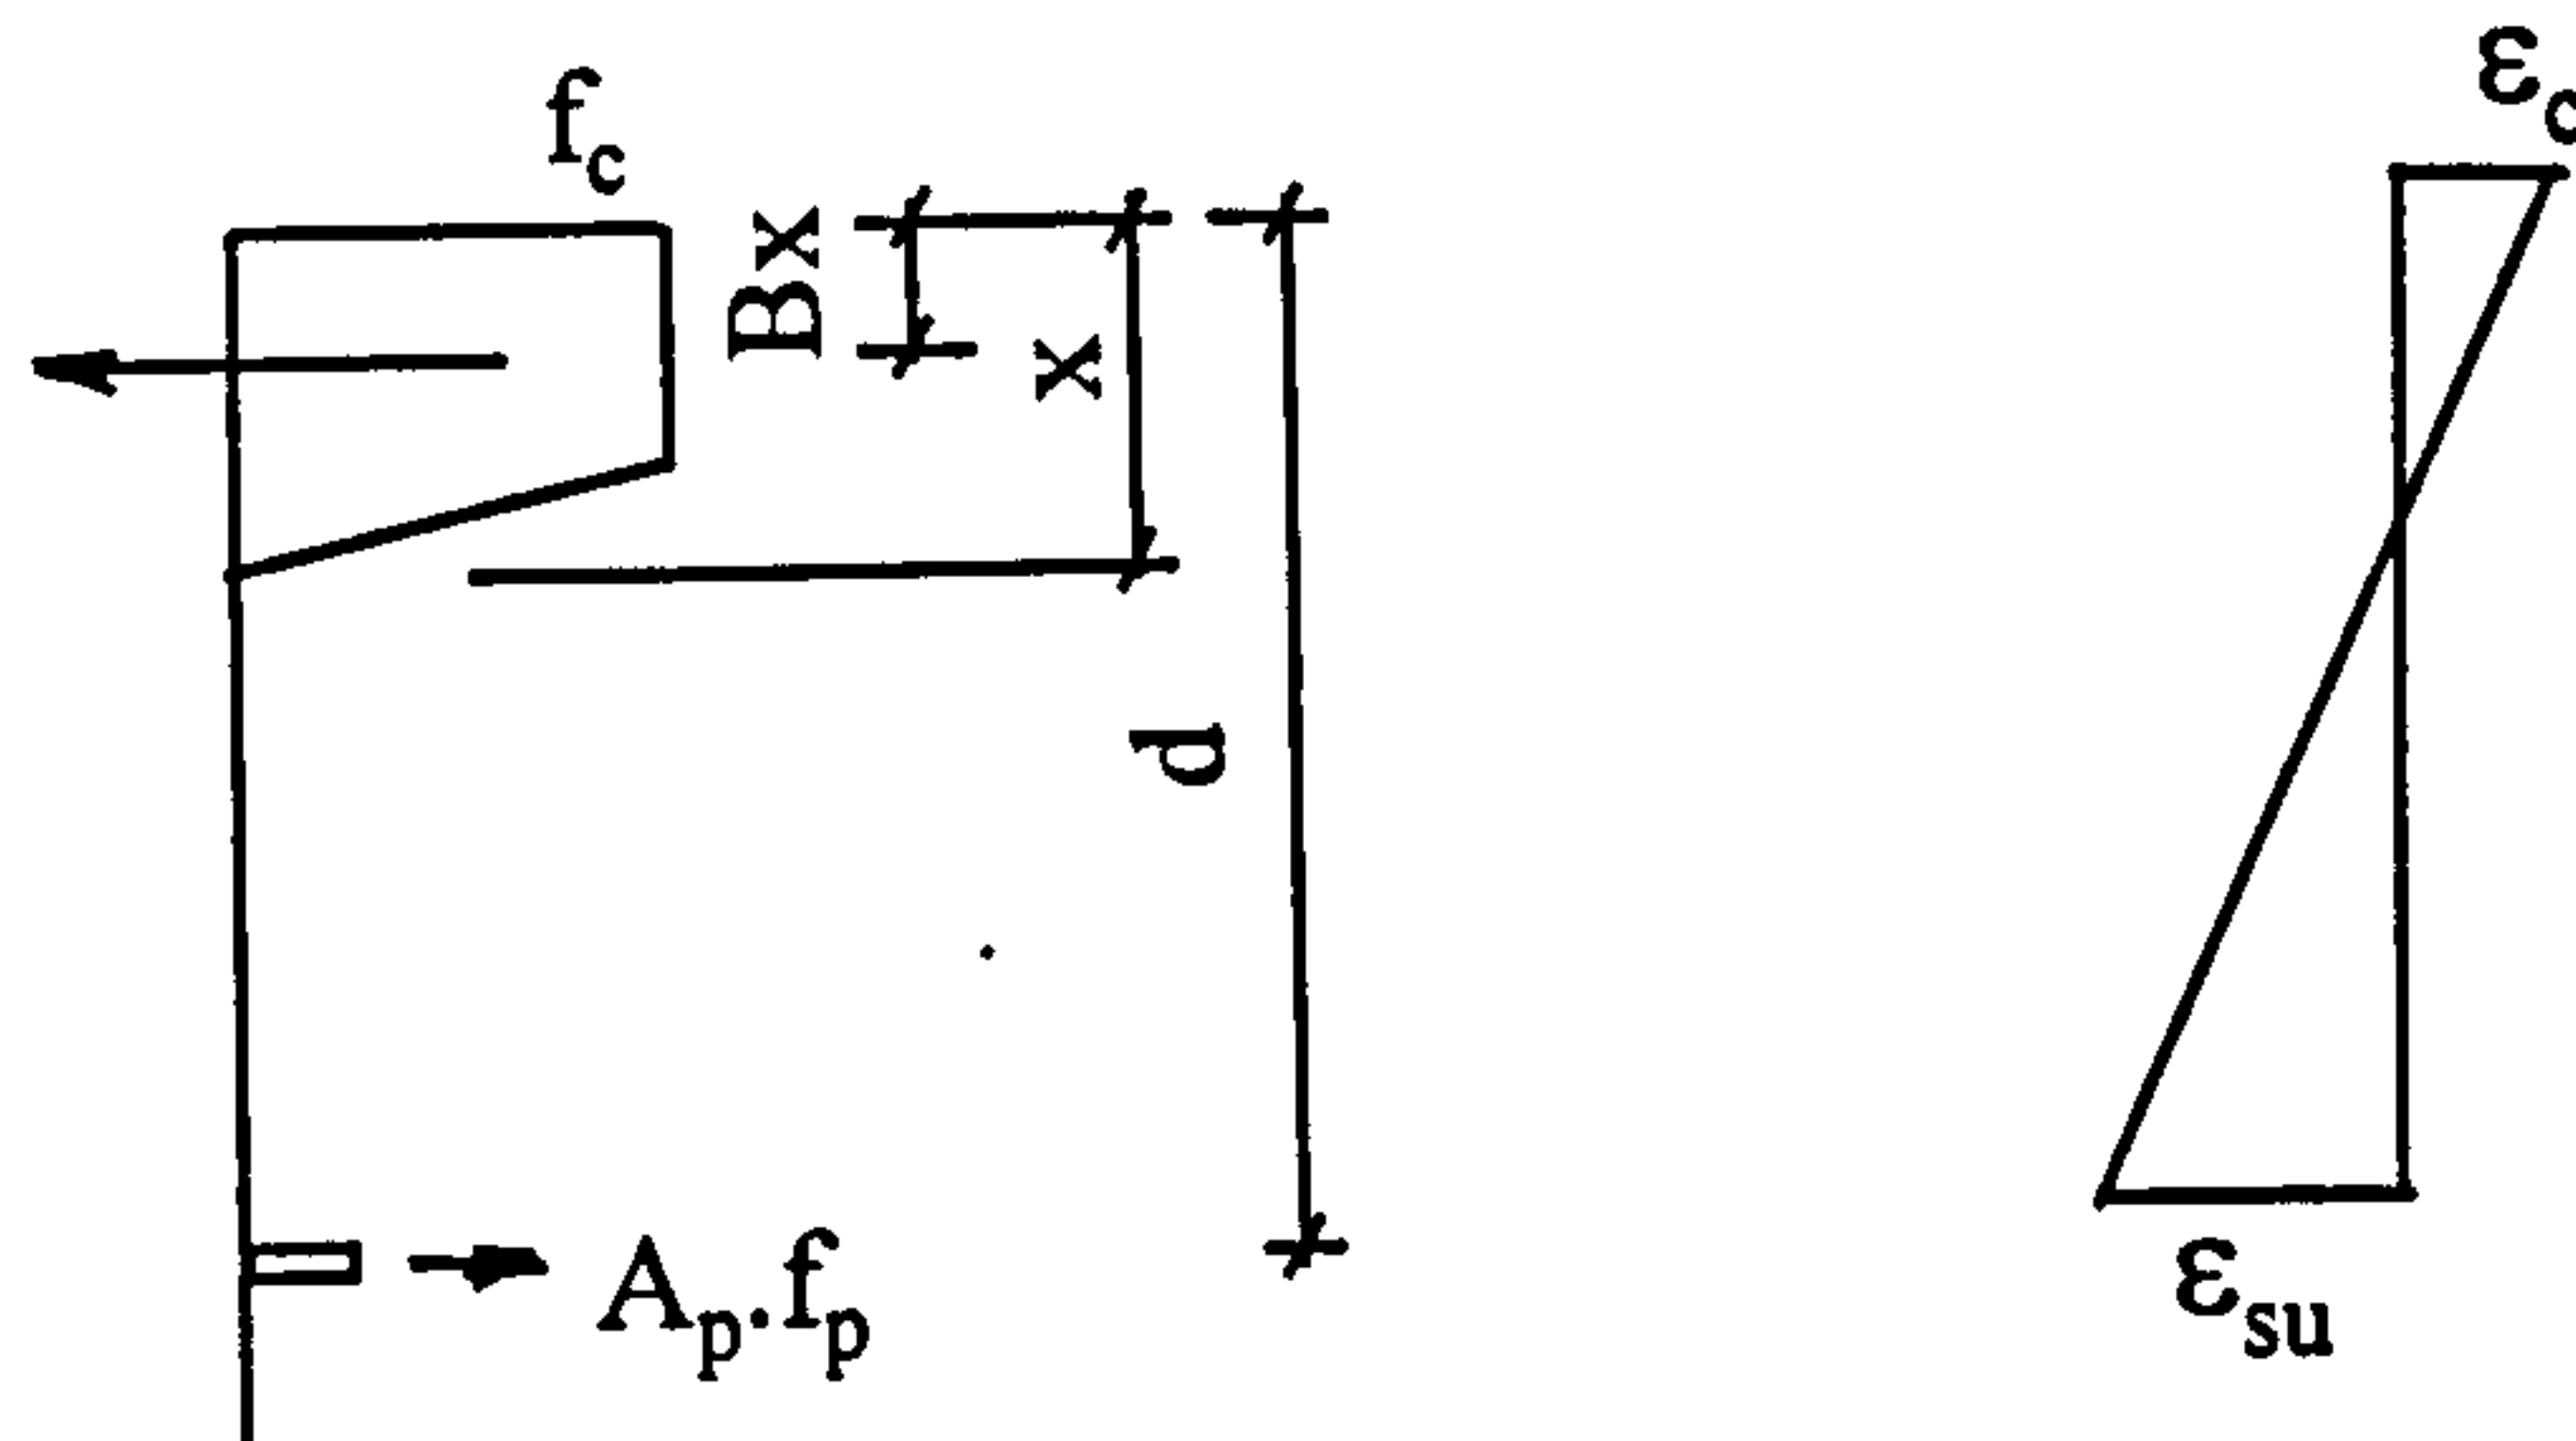 f_c
Bx
x
d
A_p.f_p
ε_c
ε_su